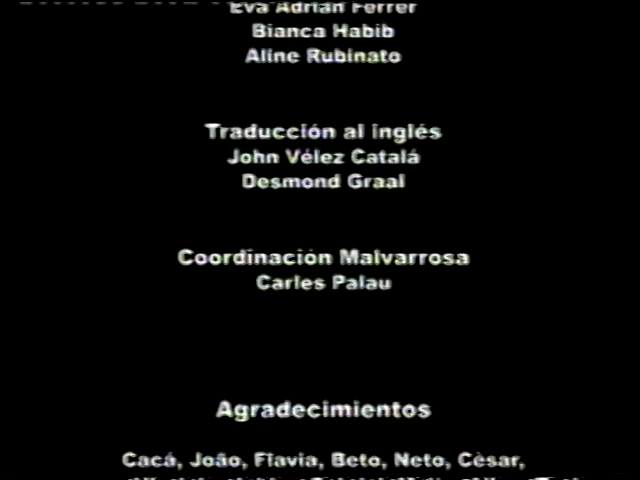 Eva Adrián Ferrer
Bianca Habib
Aline Rubinato
Traducción al inglés
John Vélez Catalá
Desmond Graal
Coordinación Malvarrosa
Carles Palau
Agradecimientos
Cacá, João, Flavia, Beto, Neto, Cèsar,